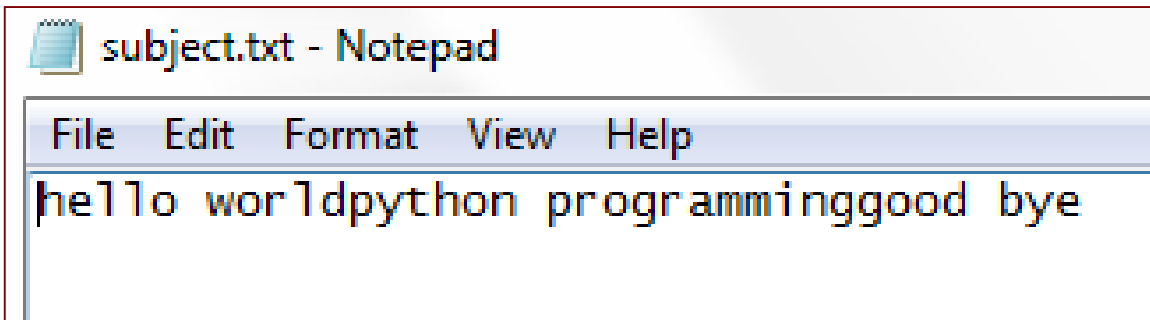 subject.txt - Notepad
File Edit Format View Help
hello worldpython programminggood bye